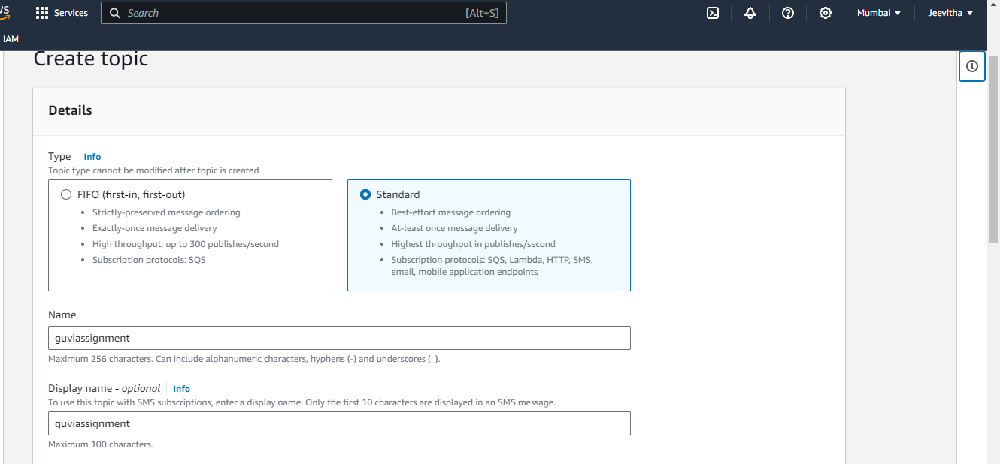 Services
Search
[Alt+S]
Mumbai
Jeevitha
IAM
Create topic
Details
Type
Info
Topic type cannot be modified after topic is created
FIFO (first-in, first-out)
Strictly-preserved message ordering
Exactly-once message delivery
High throughput, up to 300 publishes/second
Subscription protocols: SQS
Standard
Best-effort message ordering
At-least once message delivery
Highest throughput in publishes/second
Subscription protocols: SQS, Lambda, HTTP, SMS,
email, mobile application endpoints
Name
guviassignment
Maximum 256 characters. Can include alphanumeric characters, hyphens (-) and underscores (_).
Display name - optional
Info
To use this topic with SMS subscriptions, enter a display name. Only the first 10 characters are displayed in an SMS message.
guviassignment
Maximum 100 characters.